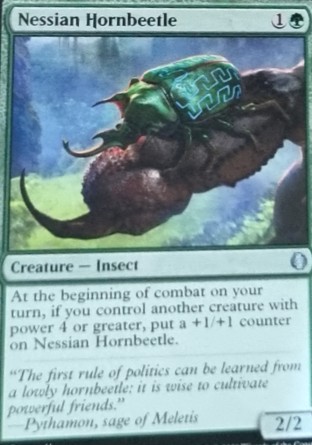 Nessian Hornbeetle 1
Creature — Insect
At the beginning of combat on your
turn, if you control another creature with
power 4 or greater, put a +1/+1 counter
on Nessian Hornbeetle.
"The first rule of politics can be learned from
a lowly hornbeetle: it is wise to cultivate
powerful friends."
—Pythamon, sage of Meletis
2/2